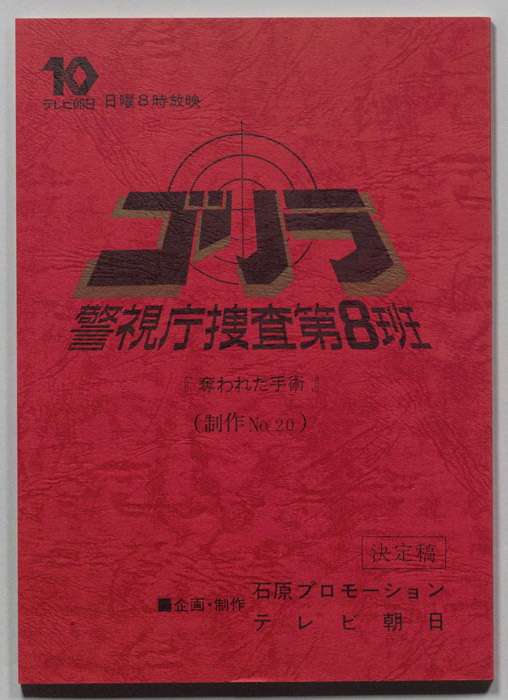 10
テレビ朝日 日曜8時放映
ゴリラ
警視庁捜査第8班
『奪われた手術』
(制作No.20)
決定稿
■企画・制作 石原プロモーション
テレビ朝日